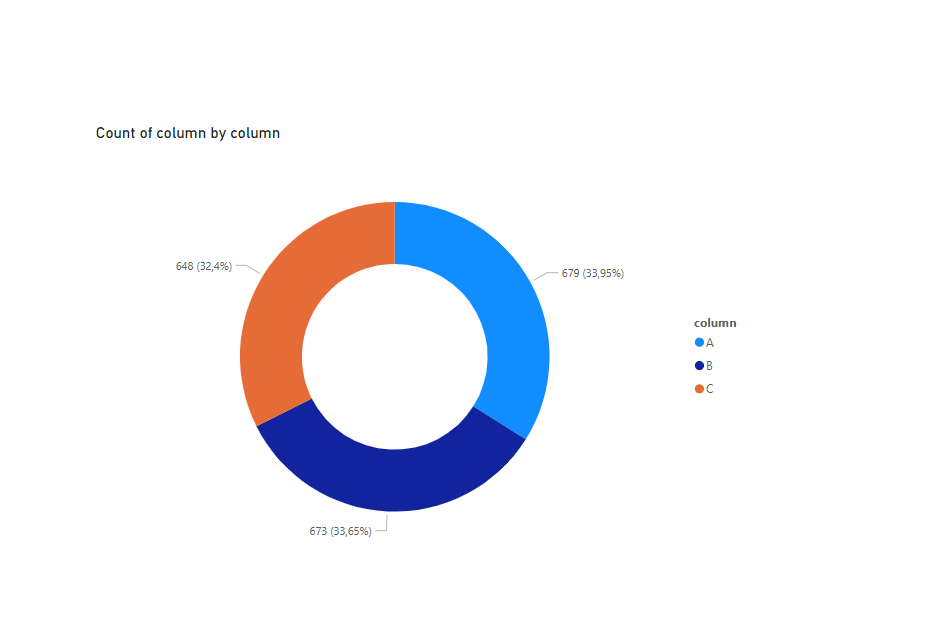 Count of column by column
648 (32,4%)
679 (33,95%)
column
A
B
C
673 (33,65%)